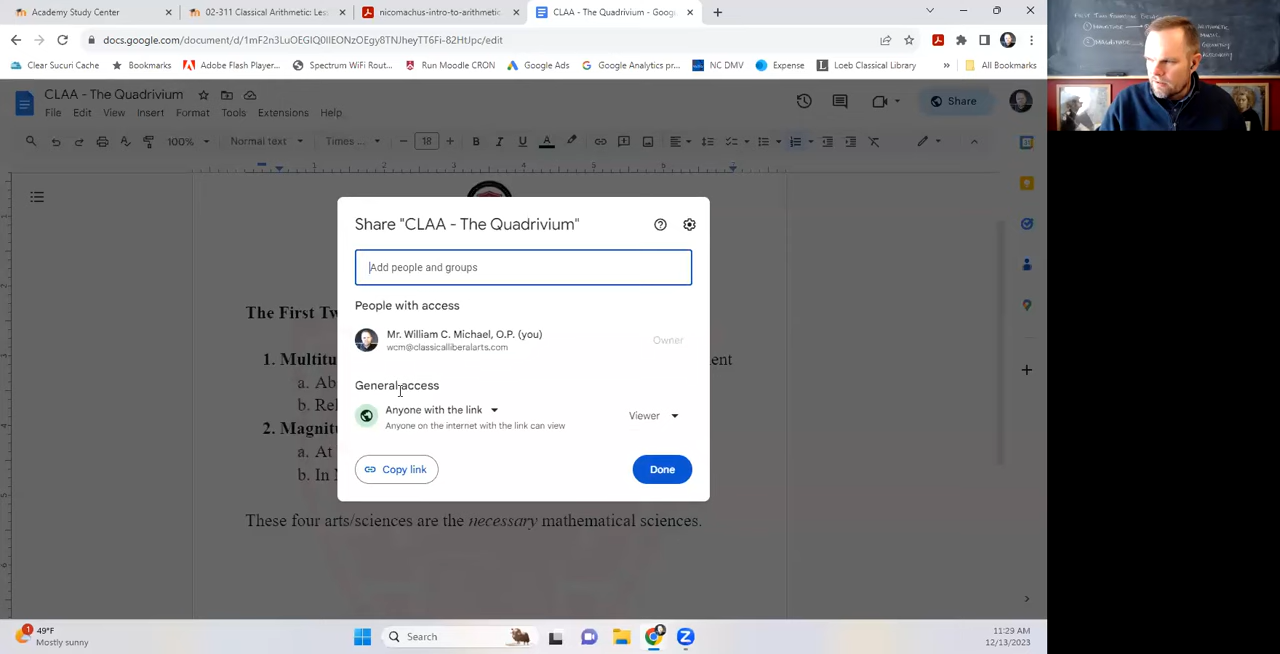 Academy Study Center
02-311 Classical Arithmetic: Les
nicomachus-intro-to-arithmetic
CLAA - The Quadrivium - Googl
docs.google.com/document/d/
Clear Sucuri Cache
Bookmarks
Adobe Flash Player...
Spectrum WiFi Rout...
Run Moodle CRON
Google Ads
Google Analytics pr...
NC DMV
Expense
Loeb Classical Library
»
All Bookmarks
CLAA - The Quadrivium
File Edit View Insert Format Tools Extensions Help
Share
100%
Normal text
Times ...
18
B I U A
Share "CLAA - The Quadrivium"
Add people and groups
People with access
Mr. William C. Michael, O.P. (you)
wcm@classicalliberalarts.com
Owner
General access
Anyone with the link
Anyone on the internet with the link can view
Viewer
Copy link
Done
The First Tw
1. Multitu
a. Ab
b. Rel
2. Magnit
a. At
b. In
These four arts/sciences are the necessary mathematical sciences.
1
49°F
Mostly sunny
Search
11:29 AM
12/13/2023